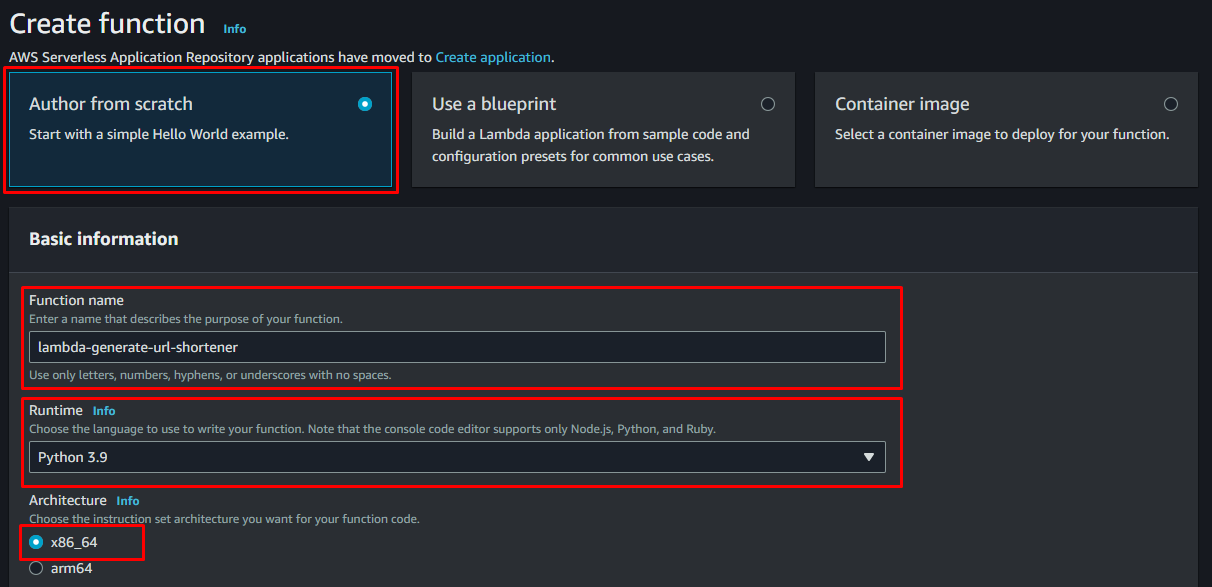 Create function Info
AWS Serverless Application Repository applications have moved to Create application.
Author from scratch
Start with a simple Hello World example.
Use a blueprint
Build a Lambda application from sample code and
configuration presets for common use cases.
Container image
Select a container image to deploy for your function.
Basic information
Function name
Enter a name that describes the purpose of your function.
lambda-generate-url-shortener
Use only letters, numbers, hyphens, or underscores with no spaces.
Runtime Info
Choose the language to use to write your function. Note that the console code editor supports only Node.js, Python, and Ruby.
Python 3.9
Architecture Info
Choose the instruction set architecture you want for your function code.
x86_64
arm64